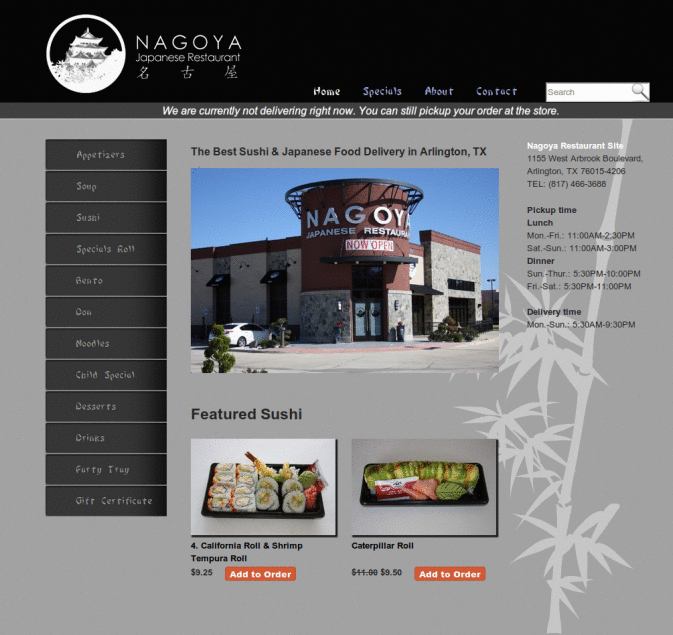 NAGOYA
Japanese Restaurant
名 古 屋
Home Specials About Contact Search
We are currently not delivering right now. You can still pickup your order at the store.
Appetizers
Soup
Sushi
Specials Roll
Bento
Don
Noodles
Child Special
Desserts
Drinks
Party Tray
Gift Certificate
The Best Sushi & Japanese Food Delivery in Arlington, TX
NAGOYA
JAPANESE RESTAURANT
NOW OPEN
Featured Sushi
4. California Roll & Shrimp
Tempura Roll
$9.25 Add to Order
Caterpillar Roll
$11.00 $9.50 Add to Order
Nagoya Restaurant Site
1155 West Arbrook Boulevard,
Arlington, TX 76015-4206
TEL: (817) 466-3688
Pickup time
Lunch
Mon.-Fri.: 11:00AM-2:30PM
Sat.-Sun.: 11:00AM-3:00PM
Dinner
Sun.-Thur.: 5:30PM-10:00PM
Fri.-Sat.: 5:30PM-11:00PM
Delivery time
Mon.-Sun.: 5:30AM-9:30PM